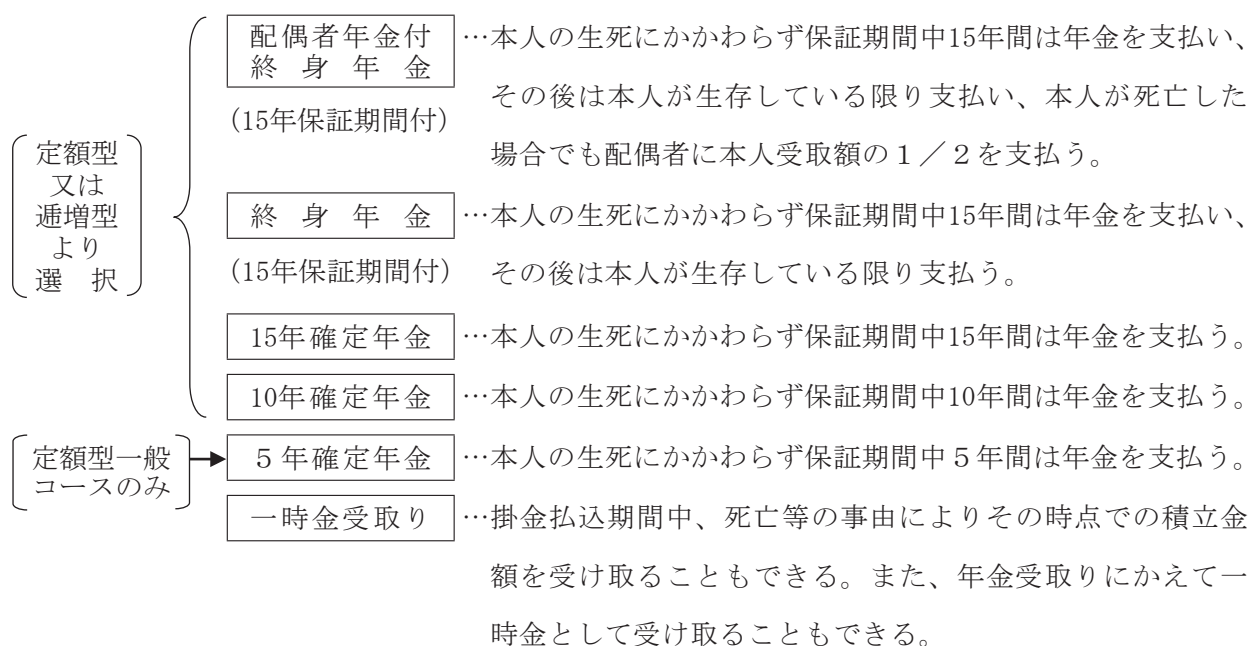 定額型
又は
逓増型
より
選択
配偶者年金付
終身年金
(15年保証期間付)
…本人の生死にかかわらず保証期間中15年間は年金を支払い、
その後は本人が生存している限り支払い、本人が死亡した
場合でも配偶者に本人受取額の１／２を支払う。
終身年金
(15年保証期間付)
…本人の生死にかかわらず保証期間中15年間は年金を支払い、
その後は本人が生存している限り支払う。
15年確定年金
…本人の生死にかかわらず保証期間中15年間は年金を支払う。
10年確定年金
…本人の生死にかかわらず保証期間中10年間は年金を支払う。
定額型一般
コースのみ
５年確定年金
…本人の生死にかかわらず保証期間中５年間は年金を支払う。
一時金受取り
…掛金払込期間中、死亡等の事由によりその時点での積立金
額を受け取ることもできる。また、年金受取りにかえて一
時金として受け取ることもできる。